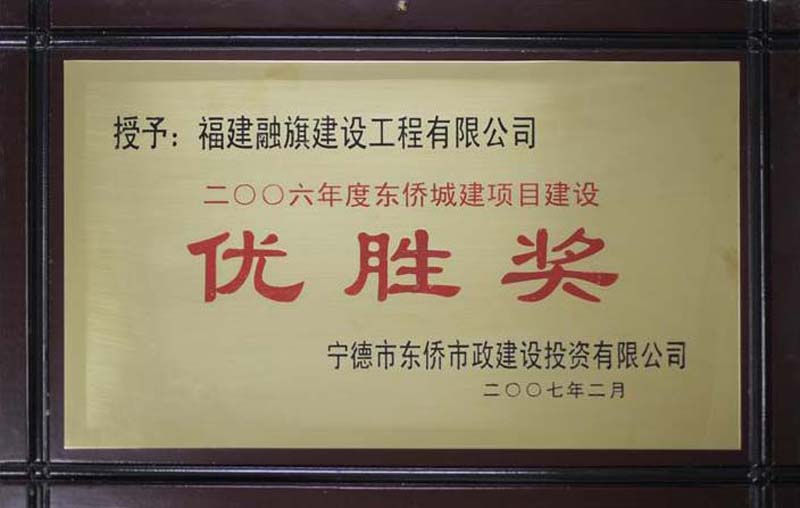 授予：福建融旗建设工程有限公司
二〇〇六年度东侨城建项目建设
优胜奖
宁德市东侨市政建设投资有限公司
二〇〇七年二月